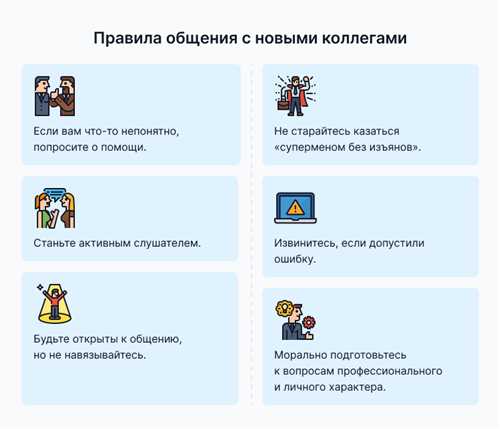 Правила общения с новыми коллегами
Если вам что-то непонятно,
попросите о помощи.
Станьте активным слушателем.
Будьте открыты к общению,
но не навязывайтесь.
Не старайтесь казаться
«суперменом без изъянов».
Извинитесь, если допустили
ошибку.
Морально подготовьтесь
к вопросам профессионального
и личного характера.